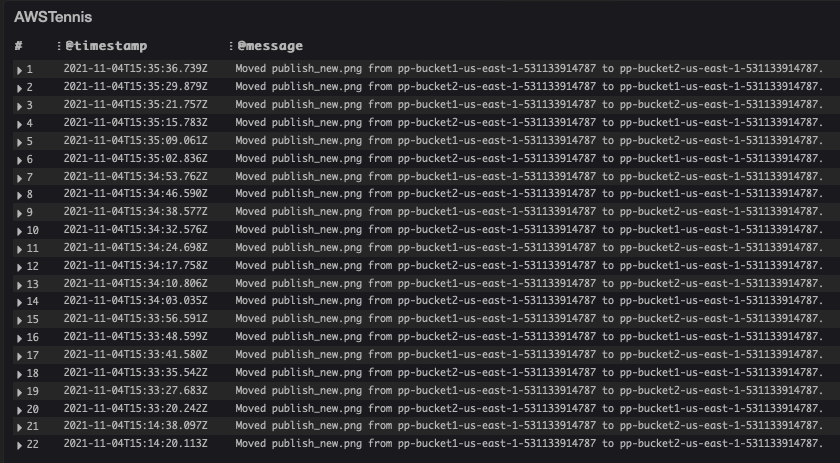 AWSTennis
# @timestamp @message
1 2021-11-04T15:35:36.739Z Moved publish_new.png from pp-bucket1-us-east-1-531133914787 to pp-bucket2-us-east-1-531133914787.
2 2021-11-04T15:35:29.879Z Moved publish_new.png from pp-bucket2-us-east-1-531133914787 to pp-bucket1-us-east-1-531133914787.
3 2021-11-04T15:35:21.757Z Moved publish_new.png from pp-bucket1-us-east-1-531133914787 to pp-bucket2-us-east-1-531133914787.
4 2021-11-04T15:35:15.783Z Moved publish_new.png from pp-bucket2-us-east-1-531133914787 to pp-bucket1-us-east-1-531133914787.
5 2021-11-04T15:35:09.061Z Moved publish_new.png from pp-bucket1-us-east-1-531133914787 to pp-bucket2-us-east-1-531133914787.
6 2021-11-04T15:35:02.836Z Moved publish_new.png from pp-bucket2-us-east-1-531133914787 to pp-bucket1-us-east-1-531133914787.
7 2021-11-04T15:34:53.762Z Moved publish_new.png from pp-bucket1-us-east-1-531133914787 to pp-bucket2-us-east-1-531133914787.
8 2021-11-04T15:34:46.590Z Moved publish_new.png from pp-bucket2-us-east-1-531133914787 to pp-bucket1-us-east-1-531133914787.
9 2021-11-04T15:34:38.577Z Moved publish_new.png from pp-bucket1-us-east-1-531133914787 to pp-bucket2-us-east-1-531133914787.
10 2021-11-04T15:34:32.576Z Moved publish_new.png from pp-bucket2-us-east-1-531133914787 to pp-bucket1-us-east-1-531133914787.
11 2021-11-04T15:34:24.698Z Moved publish_new.png from pp-bucket1-us-east-1-531133914787 to pp-bucket2-us-east-1-531133914787.
12 2021-11-04T15:34:17.758Z Moved publish_new.png from pp-bucket2-us-east-1-531133914787 to pp-bucket1-us-east-1-531133914787.
13 2021-11-04T15:34:10.806Z Moved publish_new.png from pp-bucket1-us-east-1-531133914787 to pp-bucket2-us-east-1-531133914787.
14 2021-11-04T15:34:03.035Z Moved publish_new.png from pp-bucket2-us-east-1-531133914787 to pp-bucket1-us-east-1-531133914787.
15 2021-11-04T15:33:56.591Z Moved publish_new.png from pp-bucket1-us-east-1-531133914787 to pp-bucket2-us-east-1-531133914787.
16 2021-11-04T15:33:48.599Z Moved publish_new.png from pp-bucket2-us-east-1-531133914787 to pp-bucket1-us-east-1-531133914787.
17 2021-11-04T15:33:41.580Z Moved publish_new.png from pp-bucket1-us-east-1-531133914787 to pp-bucket2-us-east-1-531133914787.
18 2021-11-04T15:33:35.542Z Moved publish_new.png from pp-bucket2-us-east-1-531133914787 to pp-bucket1-us-east-1-531133914787.
19 2021-11-04T15:33:27.683Z Moved publish_new.png from pp-bucket1-us-east-1-531133914787 to pp-bucket2-us-east-1-531133914787.
20 2021-11-04T15:33:20.242Z Moved publish_new.png from pp-bucket2-us-east-1-531133914787 to pp-bucket1-us-east-1-531133914787.
21 2021-11-04T15:14:38.097Z Moved publish_new.png from pp-bucket1-us-east-1-531133914787 to pp-bucket2-us-east-1-531133914787.
22 2021-11-04T15:14:20.113Z Moved publish_new.png from pp-bucket1-us-east-1-531133914787 to pp-bucket2-us-east-1-531133914787.